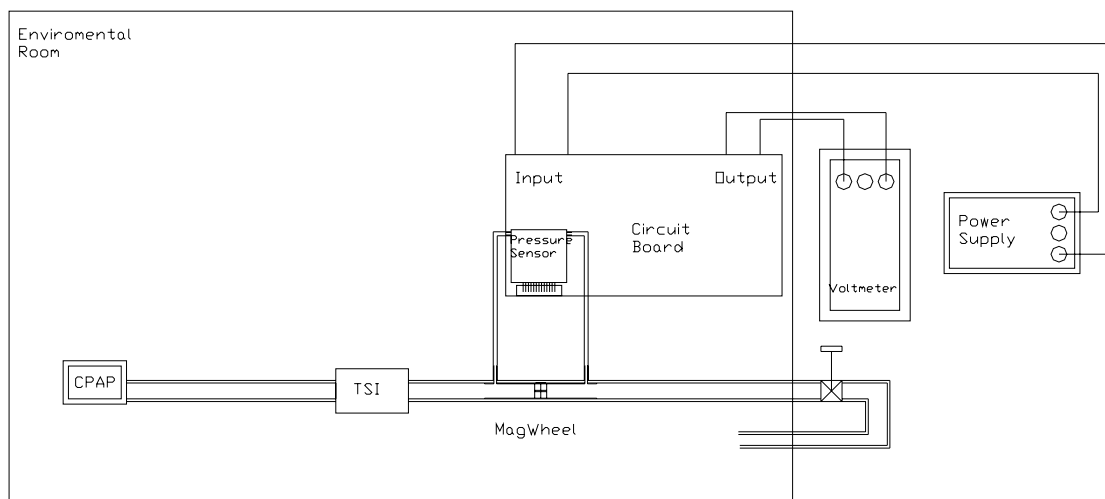 Enviromental
Room
Input
Output
Circuit
Board
Pressure
Sensor
Power
Supply
Voltmeter
CPAP
TSI
MagWheel